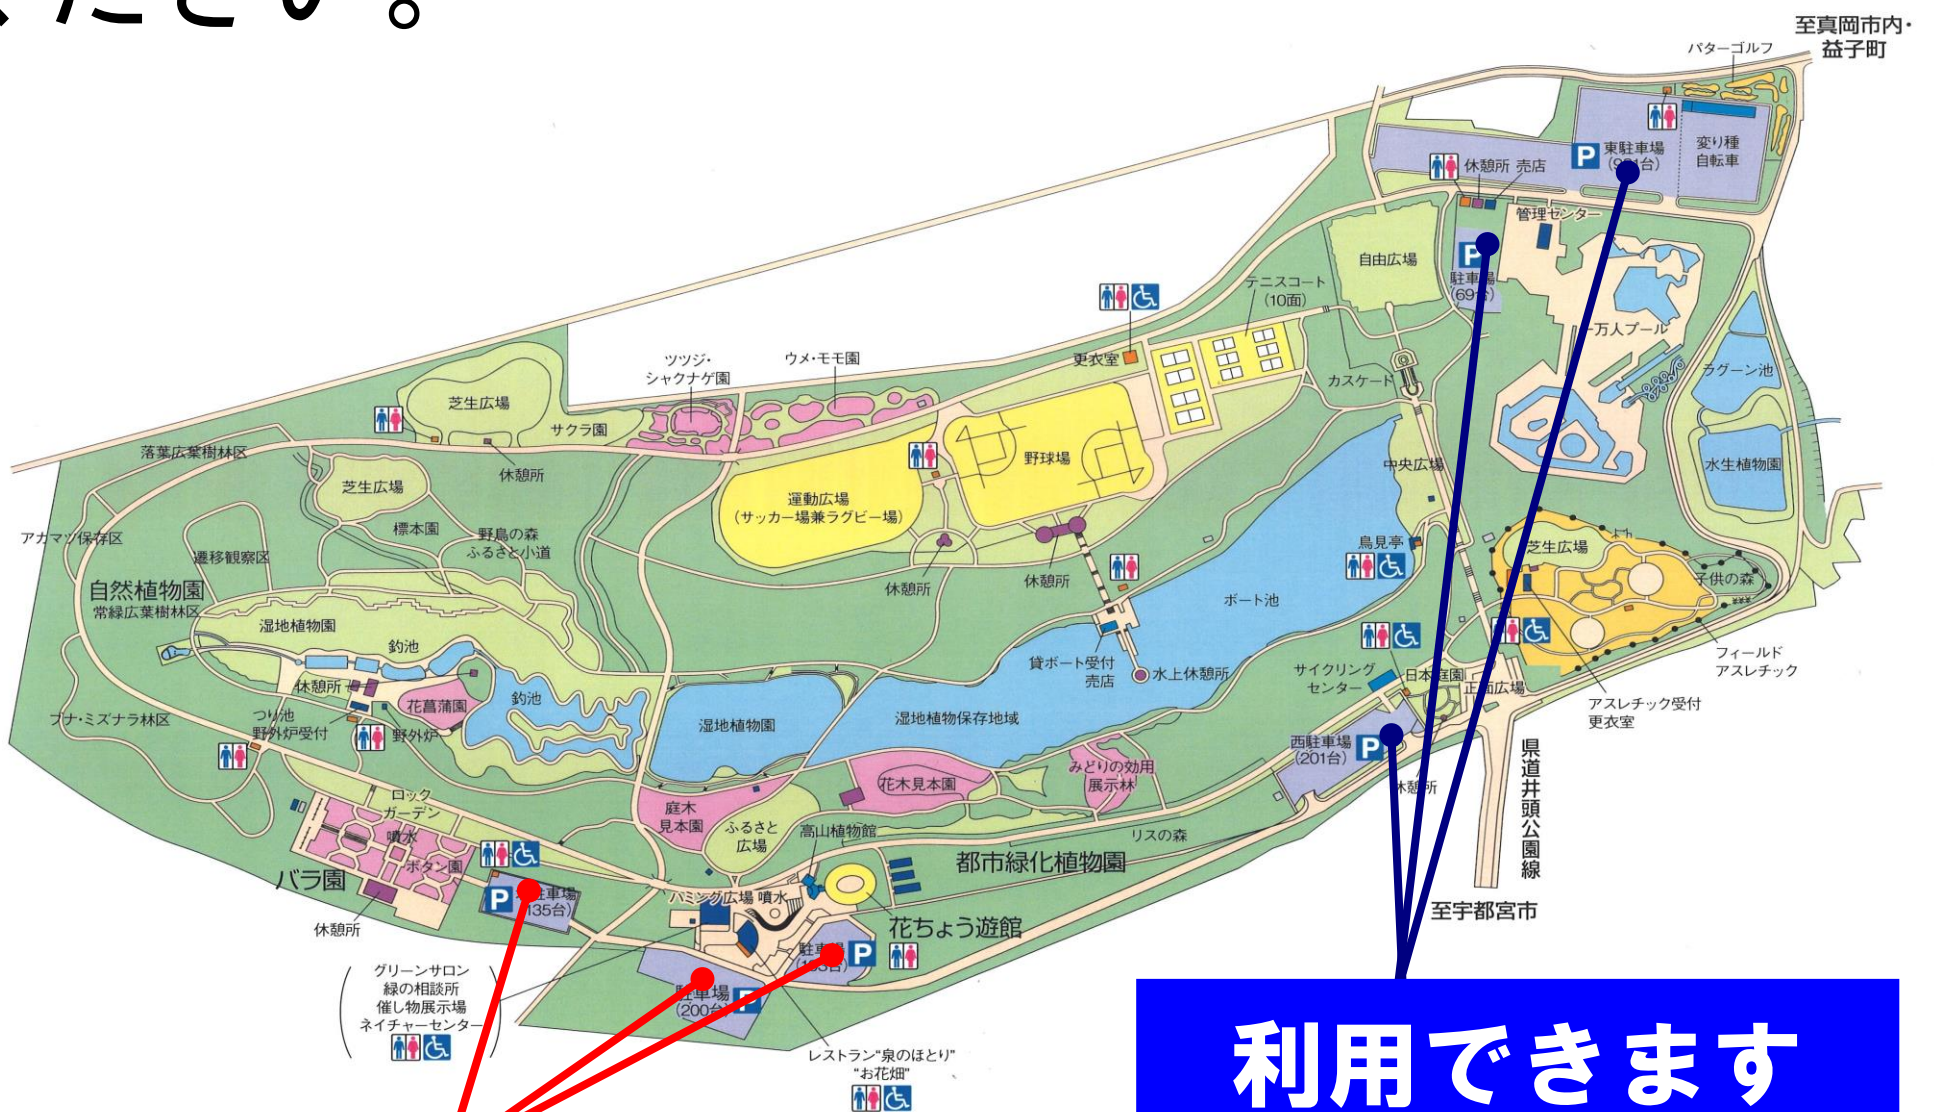 ください。
至真岡市内・
益子町
パターゴルフ
東駐車場
変り種
自転車
休憩所 売店
管理センター
自由広場
駐車場
(69台)
テニスコート
(10面)
一万人プール
ラグーン池
更衣室
カスケード
ツツジ・
シャクナゲ園
ウメ・モモ園
芝生広場
サクラ園
休憩所
落葉広葉樹林区
芝生広場
野球場
中央広場
水生植物園
運動広場
(サッカー場兼ラグビー場)
標本園
野鳥の森
ふるさと小道
アカマツ保存区
遷移観察区
鳥見亭
芝生広場
子供の森
休憩所
休憩所
自然植物園
常緑広葉樹林区
ボート池
湿地植物園
釣池
貸ボート受付
売店
水上休憩所
フィールド
アスレチック
サイクリング
センター
日本庭園
正面広場
アスレチック受付
更衣室
休憩所
花菖蒲園
釣池
湿地植物園
湿地植物保存地域
ブナ・ミズナラ林区
つり池
野外炉受付
野外炉
西駐車場
(201台)
P
休憩所
県道井頭公園線
みどりの効用
展示林
花木見本園
ロック
ガーデン
噴水
ボタン園
庭木
見本園
ふるさと
広場
高山植物館
リスの森
都市緑化植物園
バラ園
休憩所
P
駐車場
ハミング広場 噴水
花ちょう遊館
至宇都宮市
駐車場
P
駐車場
(200台)
P
グリーンサロン
緑の相談所
催し物展示場
ネイチャーセンター
レストラン“泉のほとり”
“お花畑”
利用できます